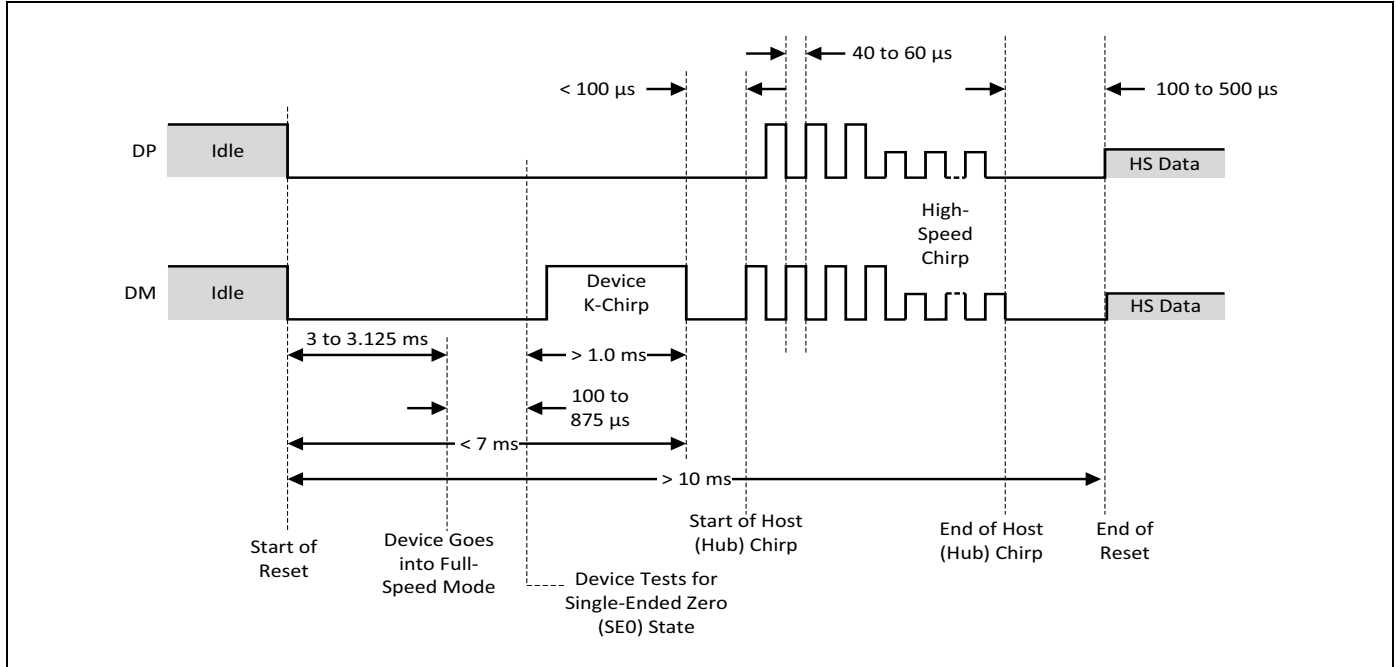 40 to 60 µs
< 100 µs
100 to 500 µs
DP
Idle
HS Data
High-
Speed
Chirp
DM
Idle
Device
K-Chirp
HS Data
3 to 3.125 ms
> 1.0 ms
100 to
875 µs
< 7 ms
> 10 ms
Start of
Reset
Device Goes
into Full-
Speed Mode
Device Tests for
Single-Ended Zero
(SE0) State
Start of Host
(Hub) Chirp
End of Host
(Hub) Chirp
End of
Reset